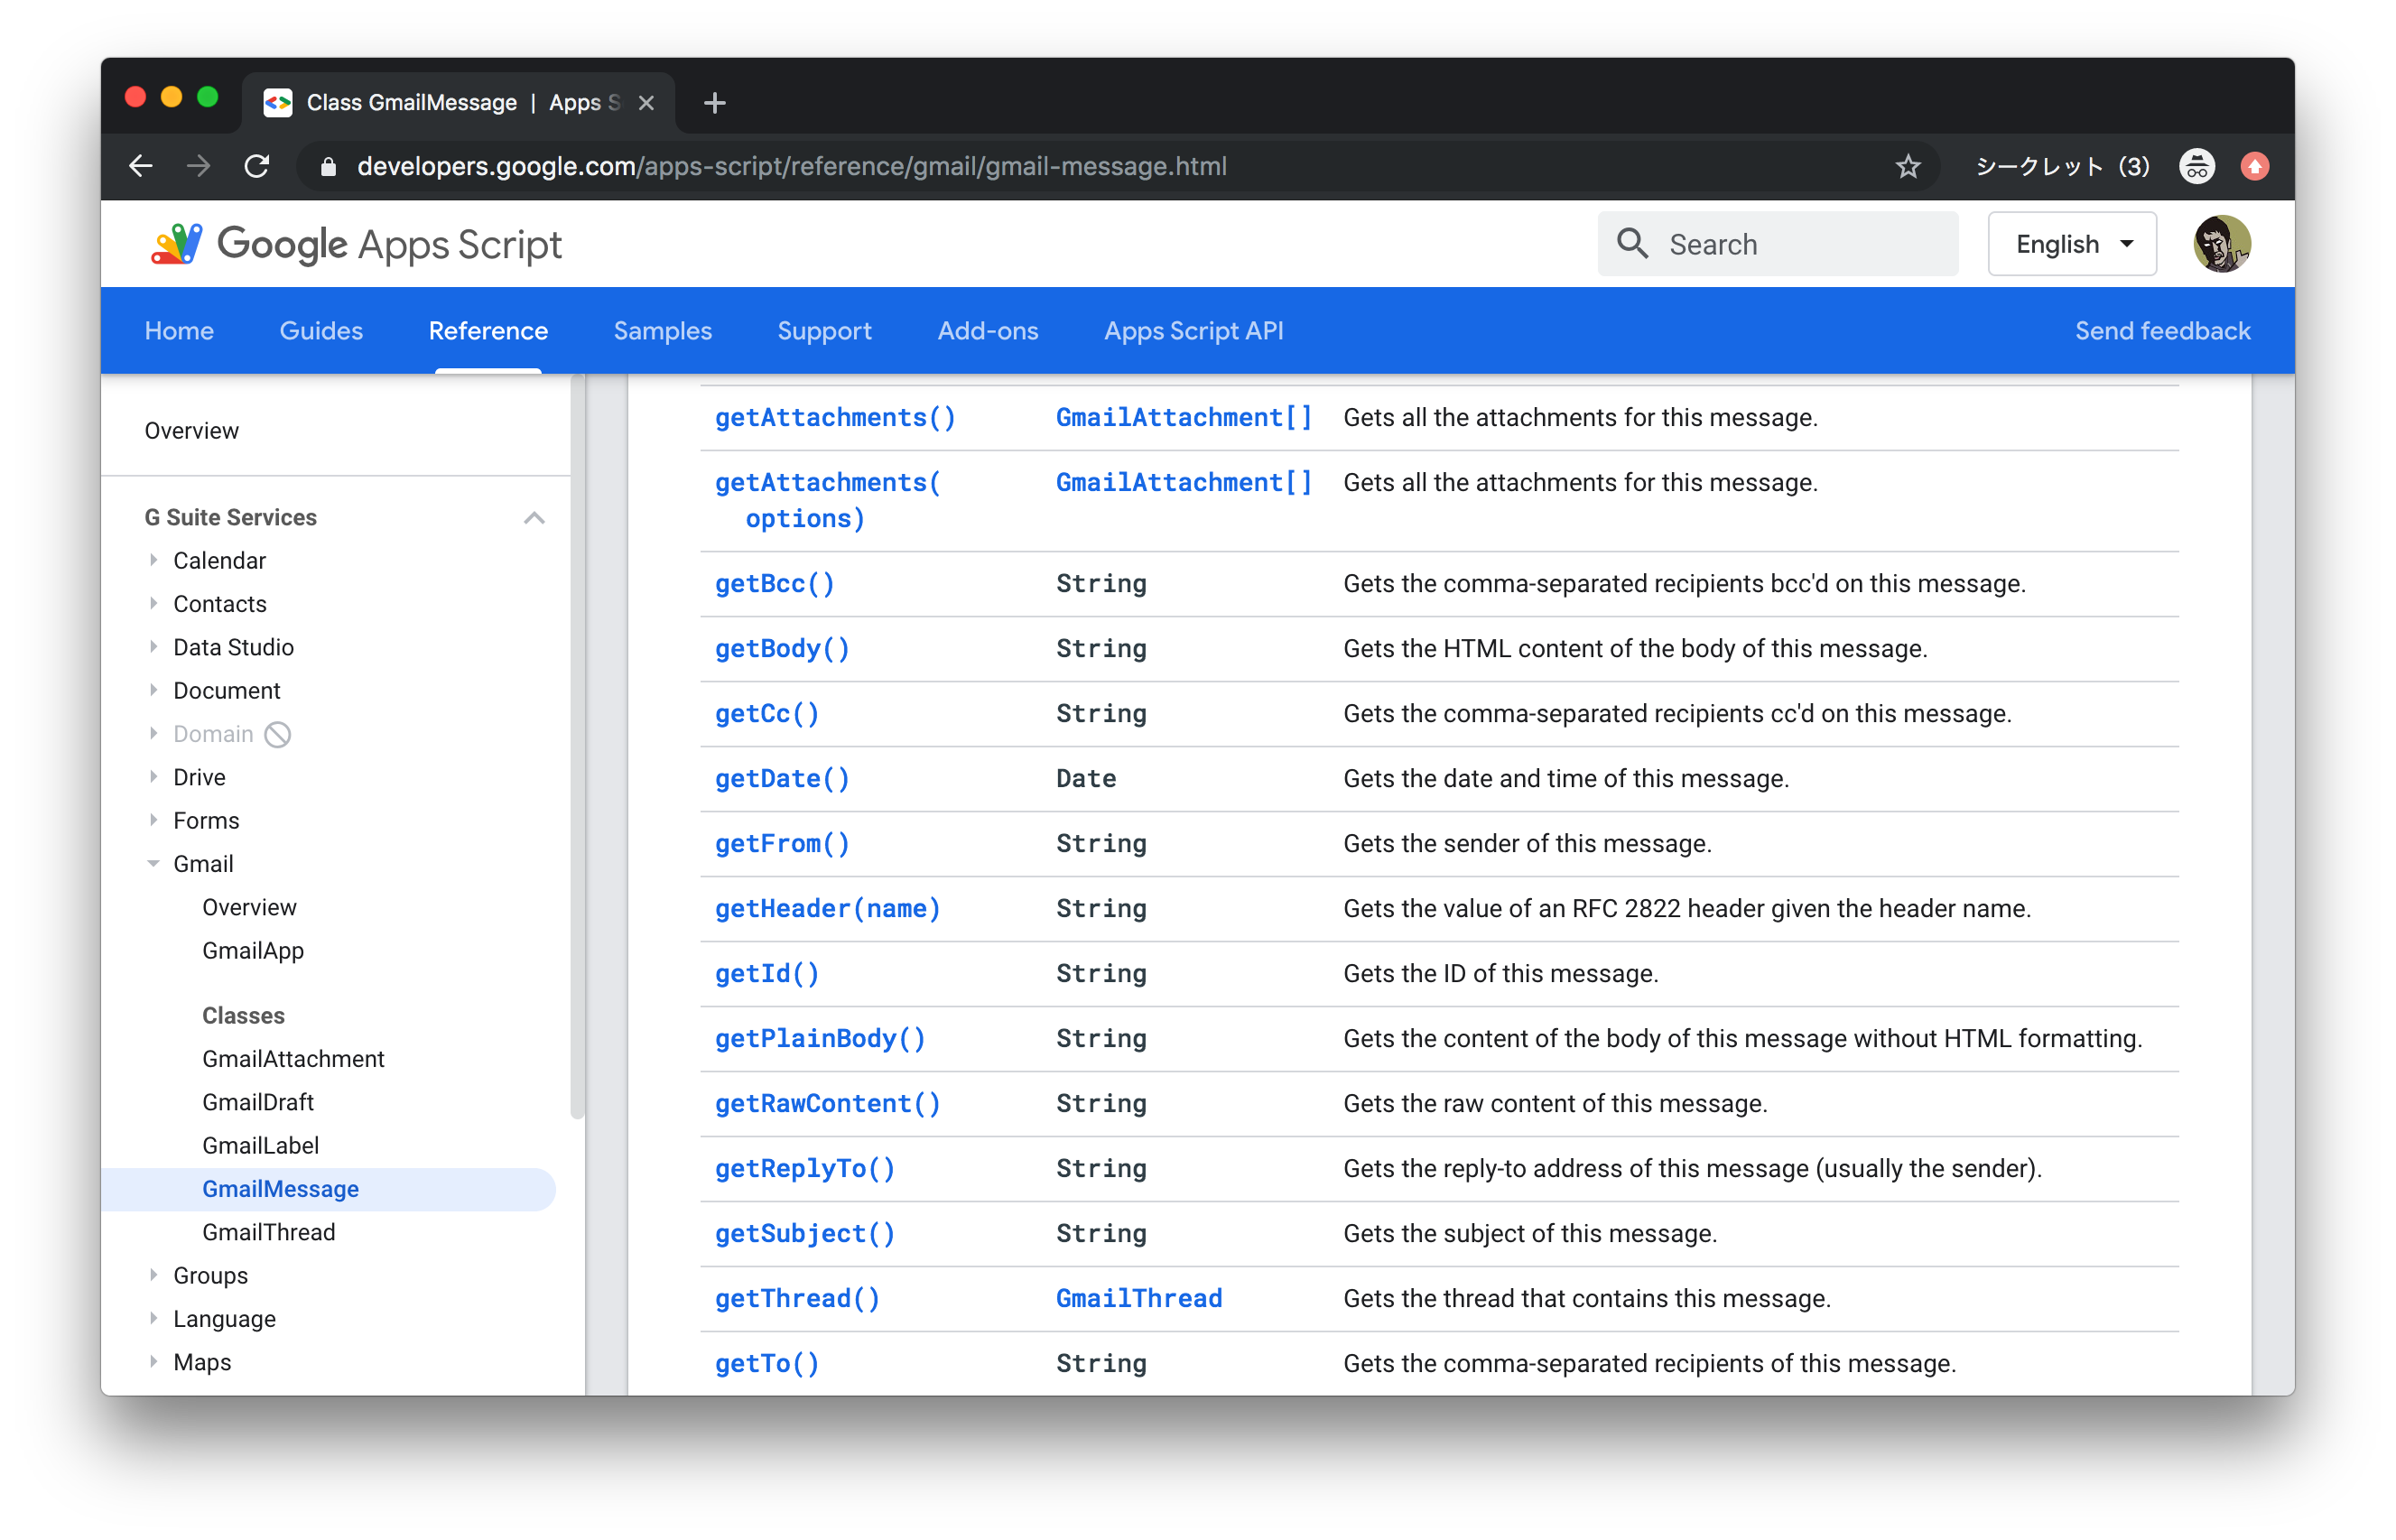 Class GmailMessage | Apps S
developers.google.com/apps-script/reference/gmail/gmail-message.html
シークレット (3)
Google Apps Script
Search
English
Home Guides Reference Samples Support Add-ons Apps Script API Send feedback
Overview
G Suite Services
Calendar
Contacts
Data Studio
Document
Domain
Drive
Forms
Gmail
Overview
GmailApp
Classes
GmailAttachment
GmailDraft
GmailLabel
GmailMessage
GmailThread
Groups
Language
Maps
getAttachments() GmailAttachment[] Gets all the attachments for this message.
getAttachments( GmailAttachment[] Gets all the attachments for this message.
options)
getBcc() String Gets the comma-separated recipients bcc'd on this message.
getBody() String Gets the HTML content of the body of this message.
getCc() String Gets the comma-separated recipients cc'd on this message.
getDate() Date Gets the date and time of this message.
getFrom() String Gets the sender of this message.
getHeader(name) String Gets the value of an RFC 2822 header given the header name.
getId() String Gets the ID of this message.
getPlainBody() String Gets the content of the body of this message without HTML formatting.
getRawContent() String Gets the raw content of this message.
getReplyTo() String Gets the reply-to address of this message (usually the sender).
getSubject() String Gets the subject of this message.
getThread() GmailThread Gets the thread that contains this message.
getTo() String Gets the comma-separated recipients of this message.